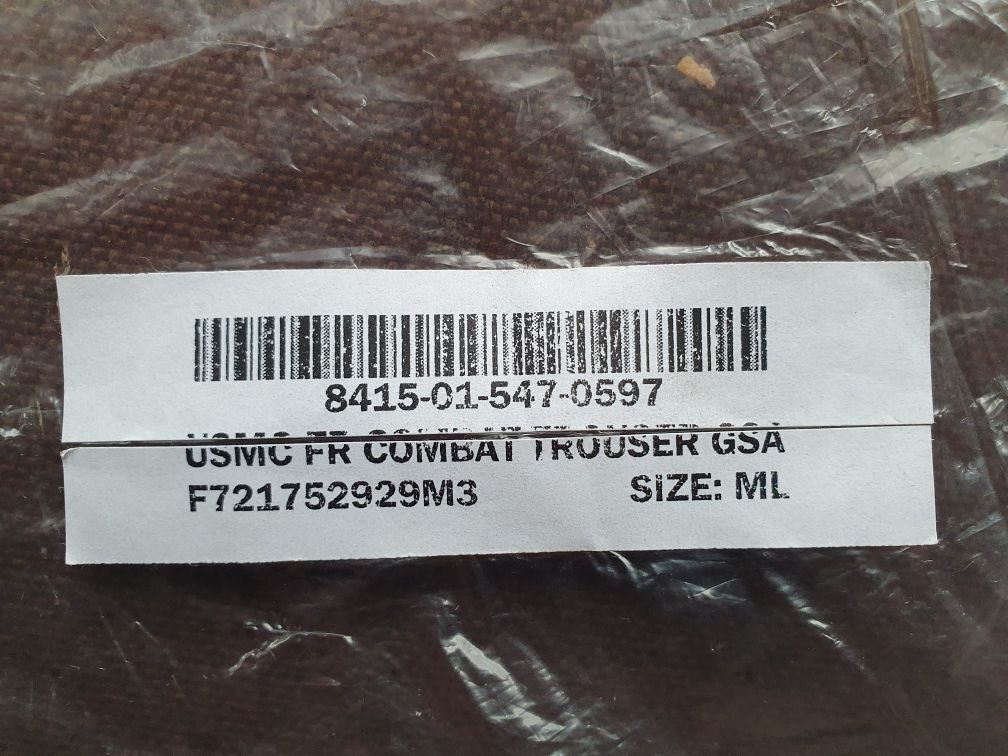 8415-01-547-0597
USMC FR COMBAT TROUSER GSA
F721752929M3 SIZE: ML